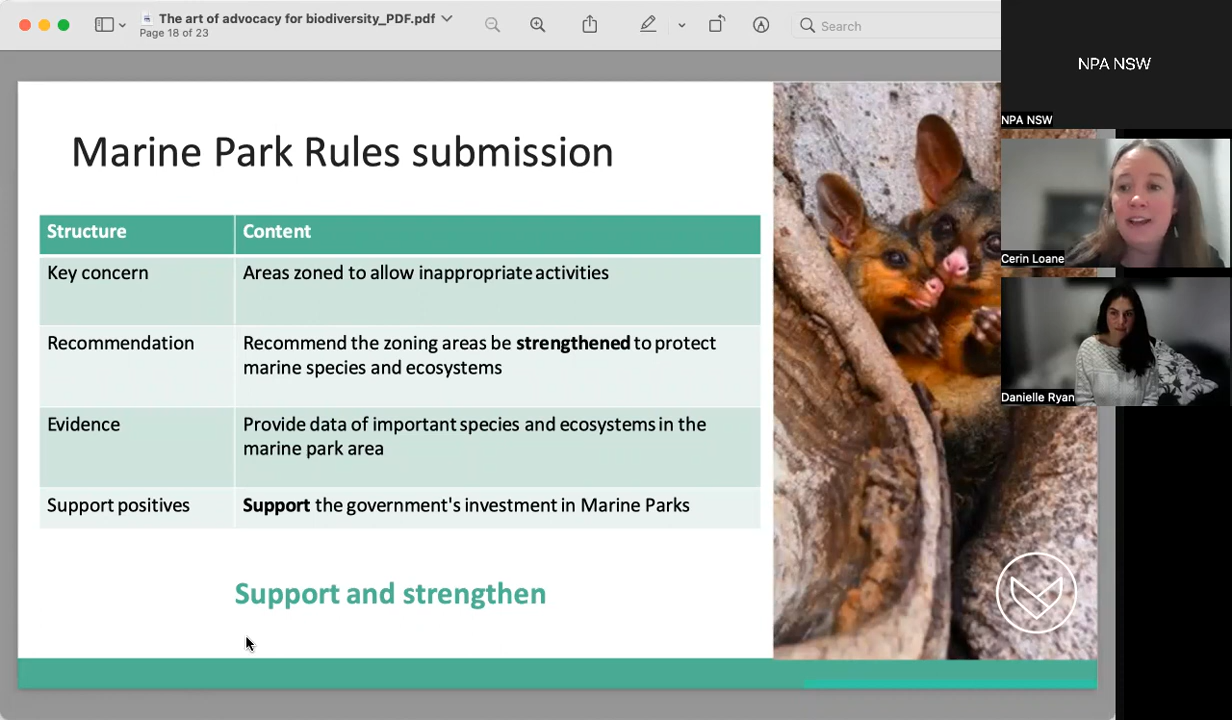 The art of advocacy for biodiversity_PDF.pdf
Page 18 of 23
Search
Marine Park Rules submission
Structure
Content
Key concern
Areas zoned to allow inappropriate activities
Recommendation
Recommend the zoning areas be strengthened to protect
marine species and ecosystems
Evidence
Provide data of important species and ecosystems in the
marine park area
Support positives
Support the government's investment in Marine Parks
Support and strengthen
NPA NSW
NPA NSW
Cerin Loane
Danielle Ryan